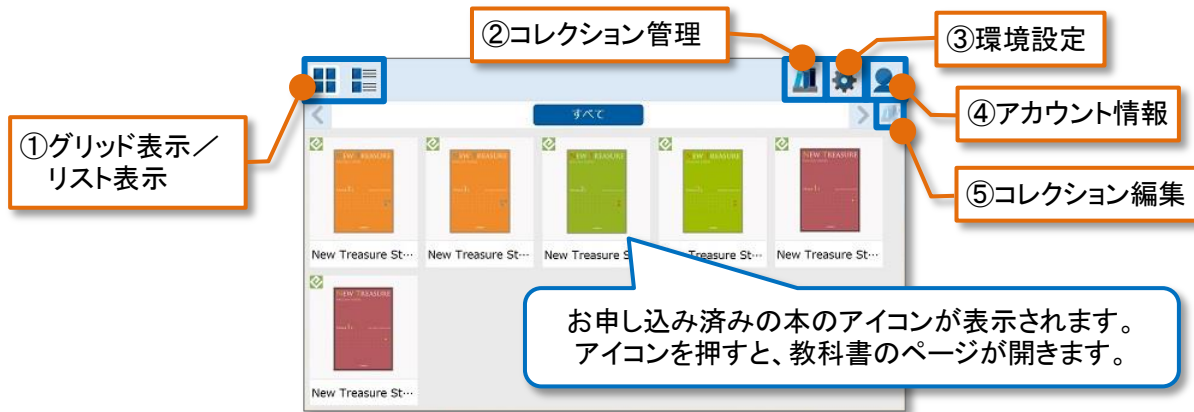 ②コレクション管理
③環境設定
④アカウント情報
すべて
①グリッド表示／
リスト表示
⑤コレクション編集
NEW TREASURE
NEW TREASURE
NEW TREASURE
NEW TREASURE
NEW TREASURE
New Treasure St…
New Treasure St…
New Treasure S
Treasure St…
New Treasure St…
お申し込み済みの本のアイコンが表示されます。
アイコンを押すと、教科書のページが開きます。
NEW TREASURE
New Treasure St…